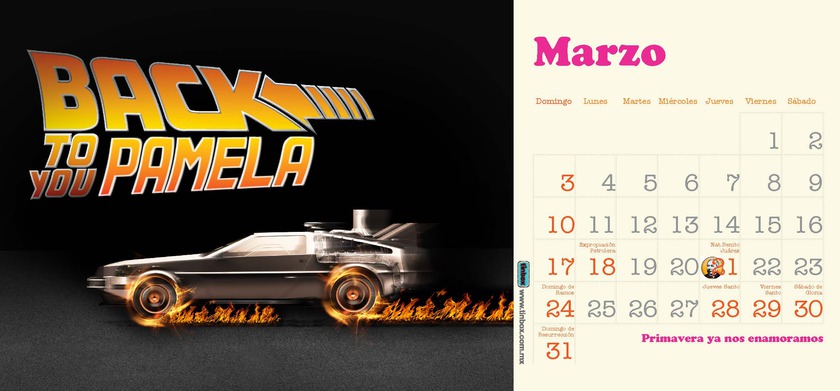 BACK
TO
YOU PAMELA
Marzo
Domingo Lunes Martes Miércoles Jueves Viernes Sábado
1 2
3 4 5 6 7 8 9
10 11 12 13 14 15 16
Expropiación
Petrolera
Nat. Benito
Juárez
17 18 19 20 1 22 23
Domingo de
Ramos
Jueves Santo
Viernes
Santo
Sábado de
Gloria
24 25 26 27 28 29 30
Domingo de
Resurrección
31
Primavera ya nos enamoramos
tinbox
www.tinbox.com.mx